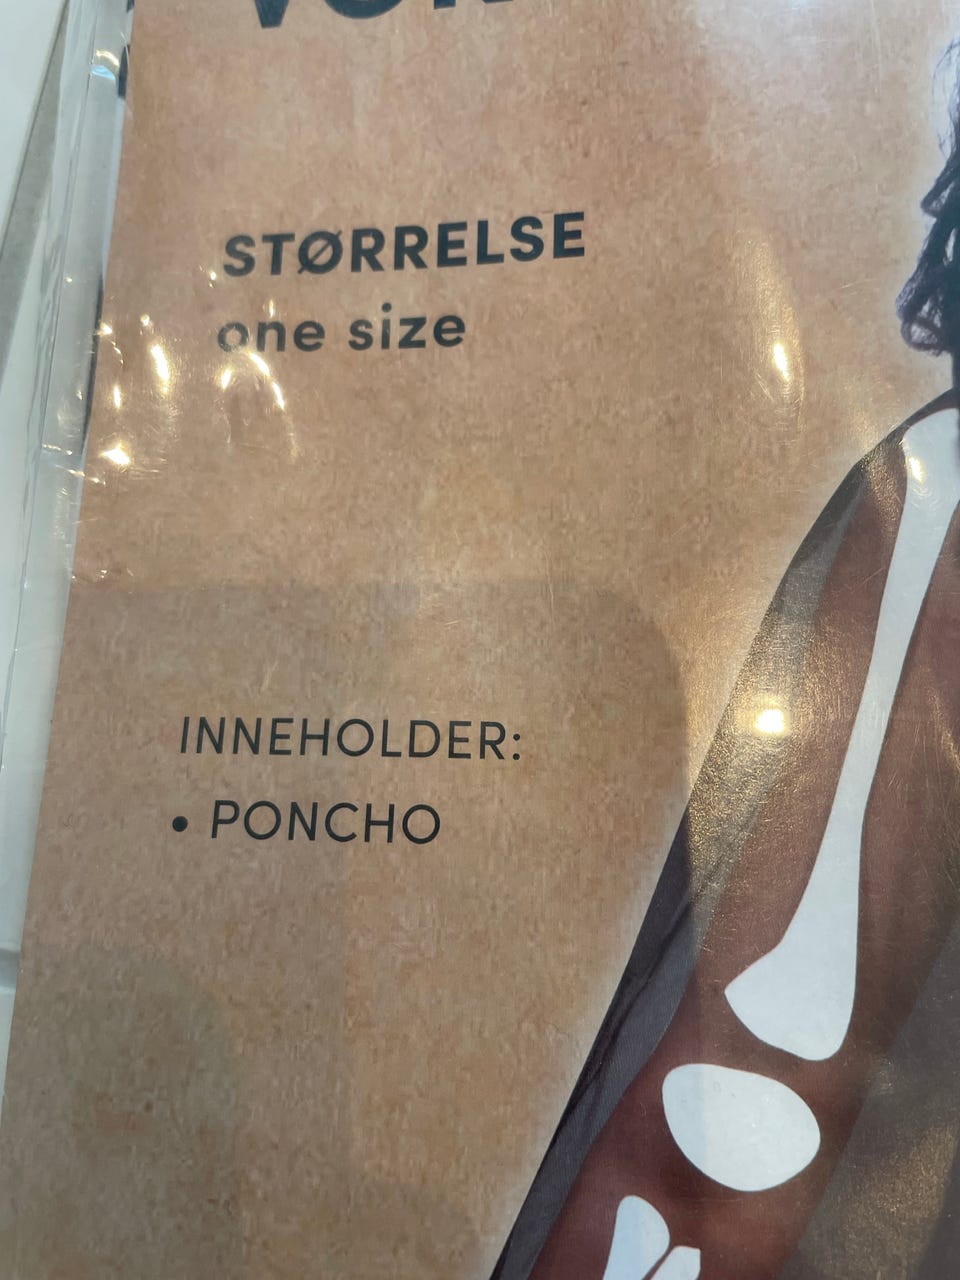 STØRRELSE
one size
INNEHOLDER:
• PONCHO